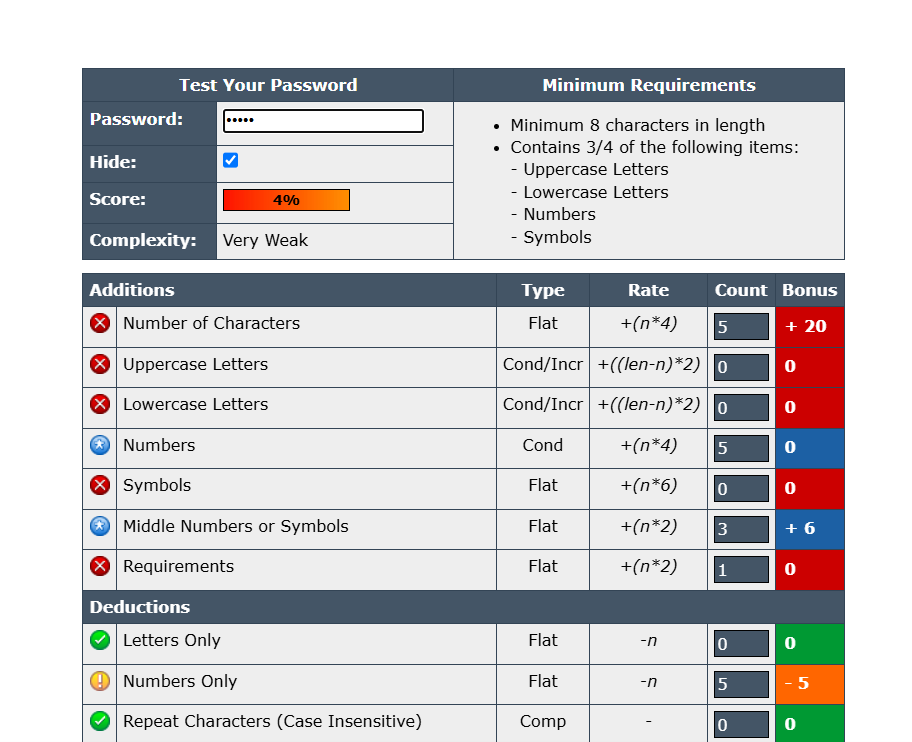 Test Your Password Minimum Requirements
Password: •••••
Hide:
Score: 4%
Complexity: Very Weak
• Minimum 8 characters in length
• Contains 3/4 of the following items:
- Uppercase Letters
- Lowercase Letters
- Numbers
- Symbols
Additions Type Rate Count Bonus
Number of Characters Flat +(n*4) 5 + 20
Uppercase Letters Cond/Incr +((len-n)*2) 0 0
Lowercase Letters Cond/Incr +((len-n)*2) 0 0
Numbers Cond +(n*4) 5 0
Symbols Flat +(n*6) 0 0
Middle Numbers or Symbols Flat +(n*2) 3 + 6
Requirements Flat +(n*2) 1 0
Deductions
Letters Only Flat -n 0 0
Numbers Only Flat -n 5 - 5
Repeat Characters (Case Insensitive) Comp - 0 0